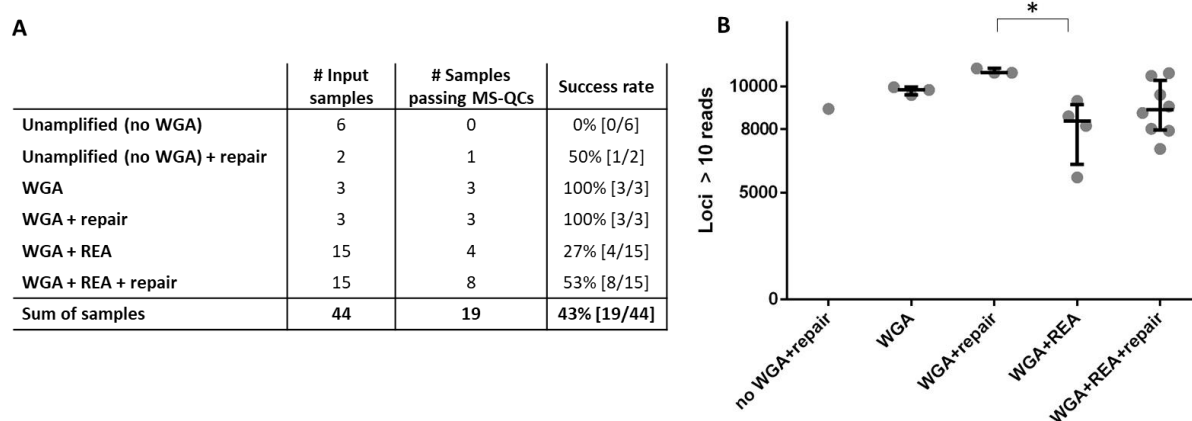 A
# Input samples
# Samples passing MS-QCs
Success rate
Unamplified (no WGA) 6 0 0% [0/6]
Unamplified (no WGA) + repair 2 1 50% [1/2]
WGA 3 3 100% [3/3]
WGA + repair 3 3 100% [3/3]
WGA + REA 15 4 27% [4/15]
WGA + REA + repair 15 8 53% [8/15]
Sum of samples 44 19 43% [19/44]
B
*
Loci > 10 reads
10000
8000
5000
0
no WGA+repair
WGA
WGA+repair
WGA+REA
WGA+REA+repair